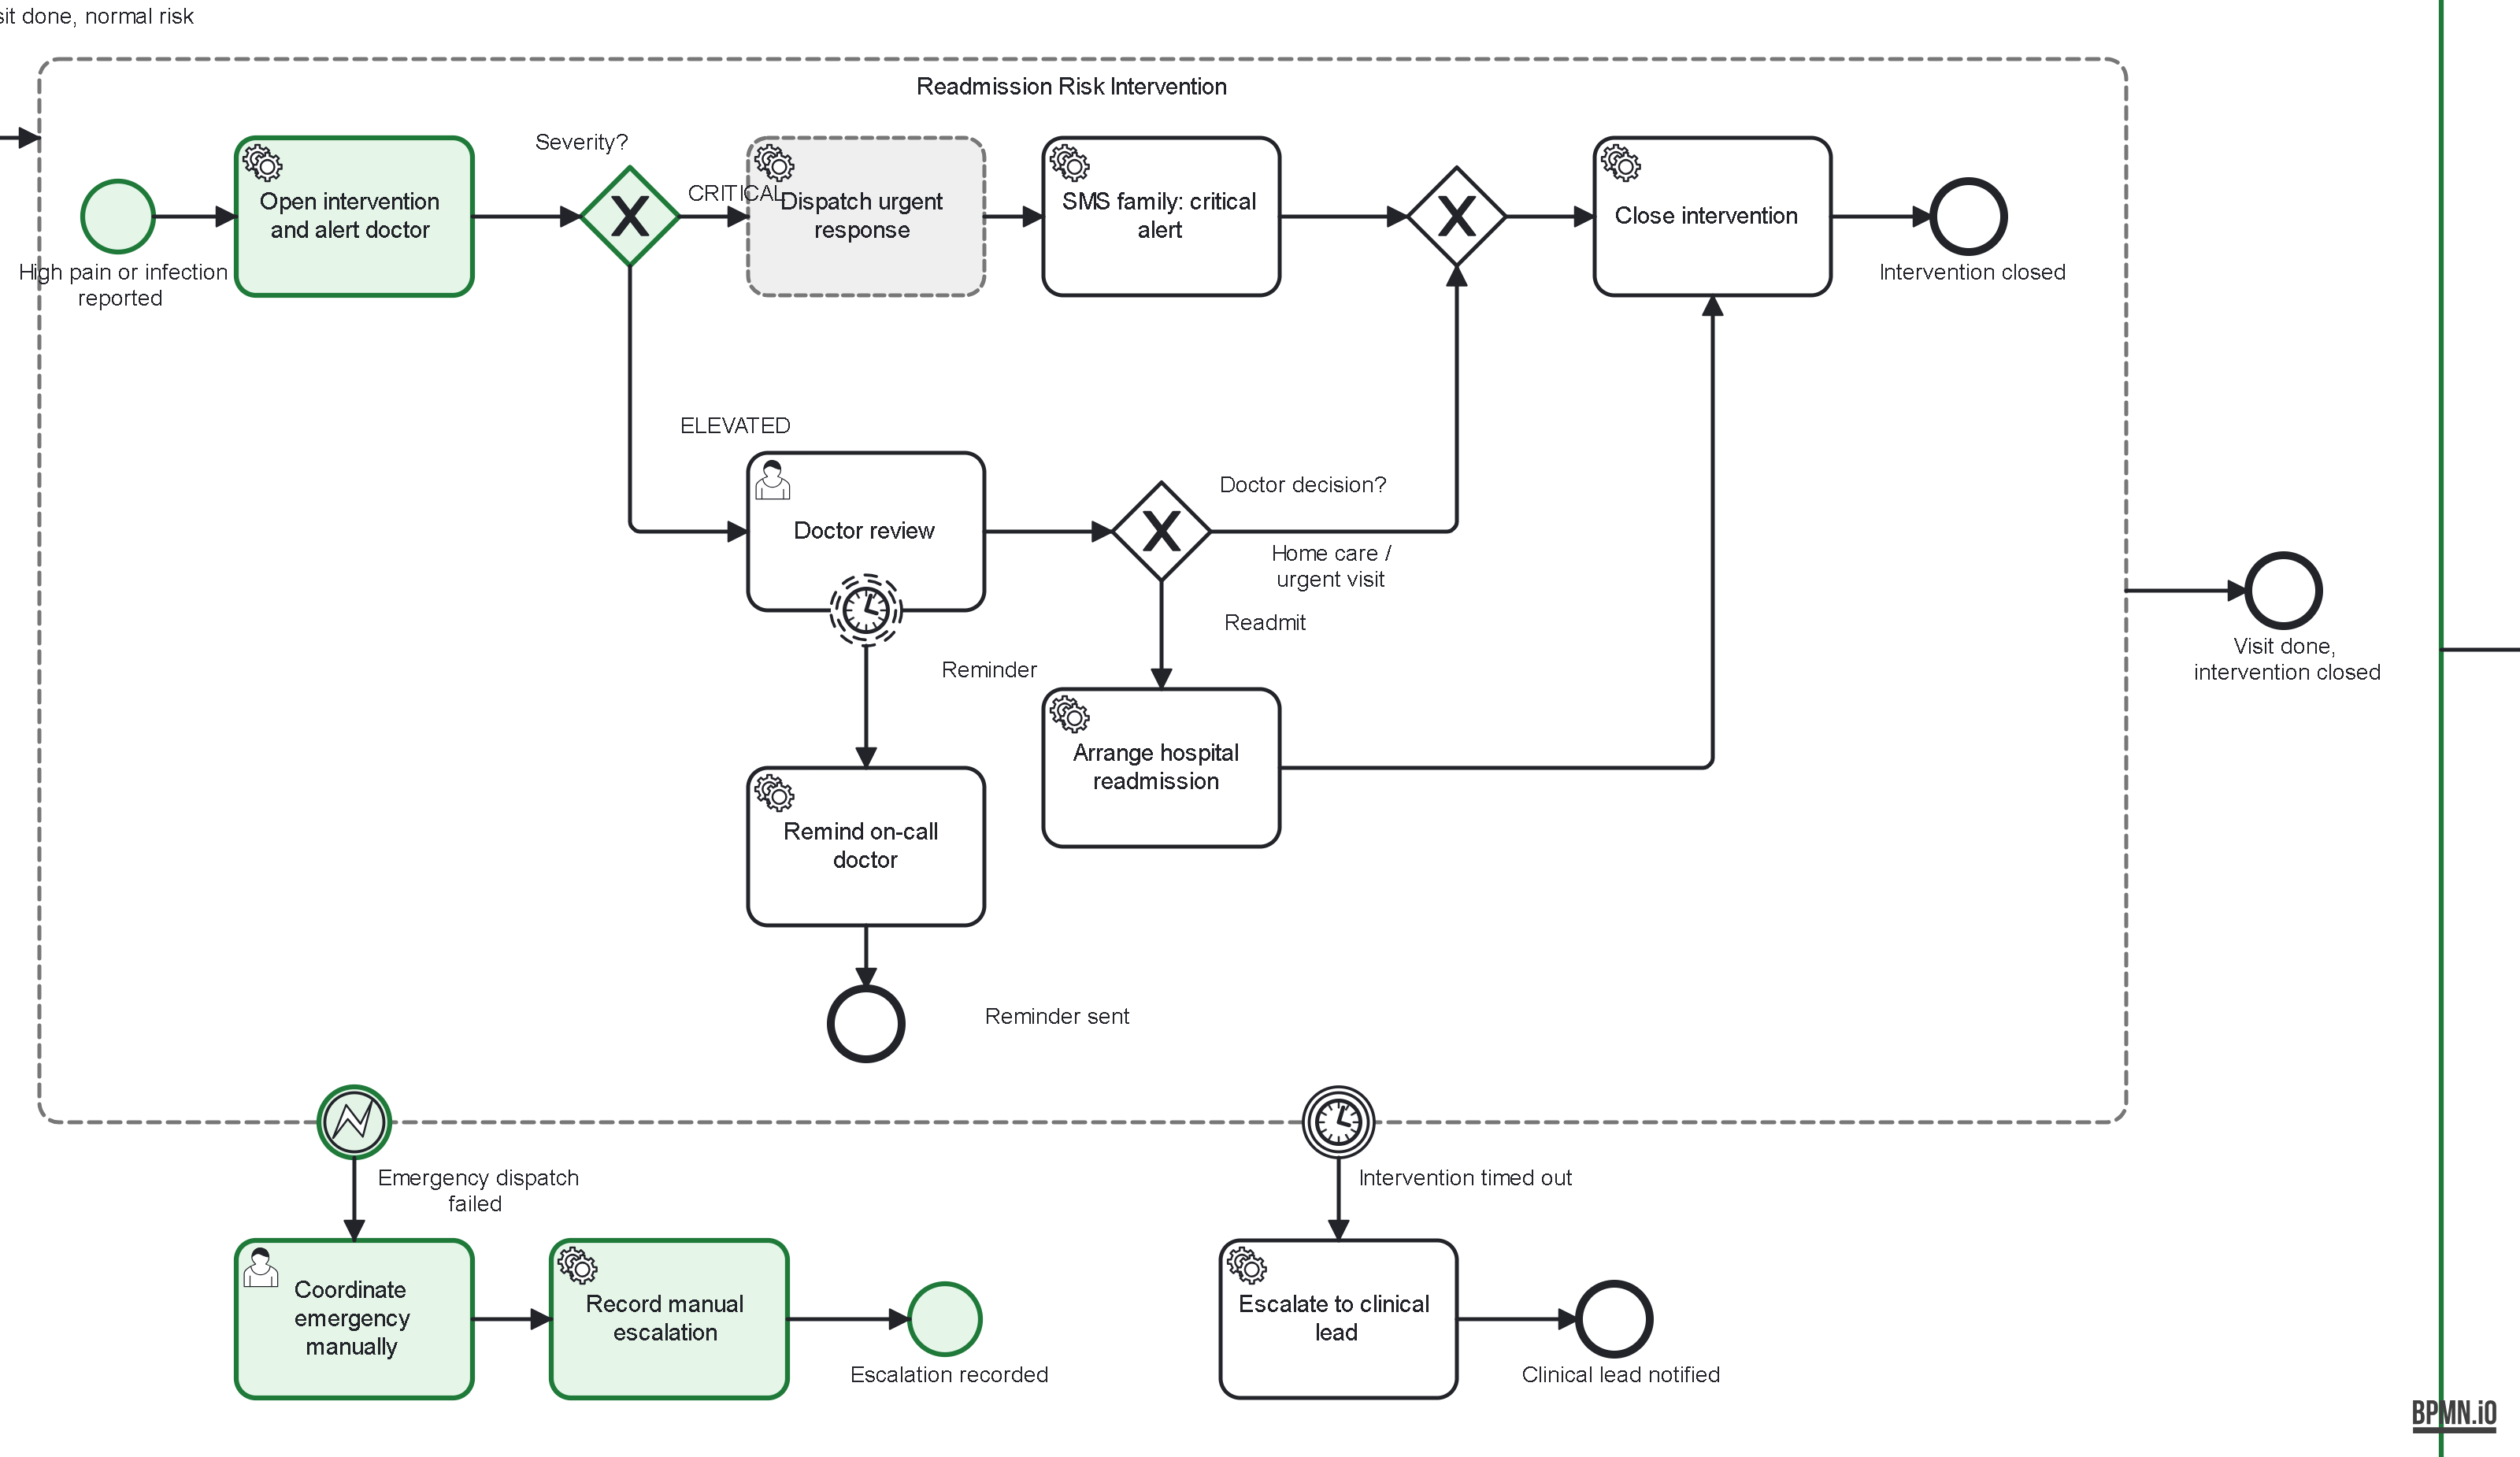 sit done, normal risk
Readmission Risk Intervention
Severity?
CRITICAL
High pain or infection
reported
Open intervention
and alert doctor
Dispatch urgent
response
SMS family: critical
alert
Close intervention
Intervention closed
ELEVATED
Doctor review
Doctor decision?
Home care /
urgent visit
Readmit
Reminder
Arrange hospital
readmission
Remind on-call
doctor
Reminder sent
Visit done,
intervention closed
Emergency dispatch
failed
Intervention timed out
Coordinate
emergency
manually
Record manual
escalation
Escalation recorded
Escalate to clinical
lead
Clinical lead notified
BPMN.iO